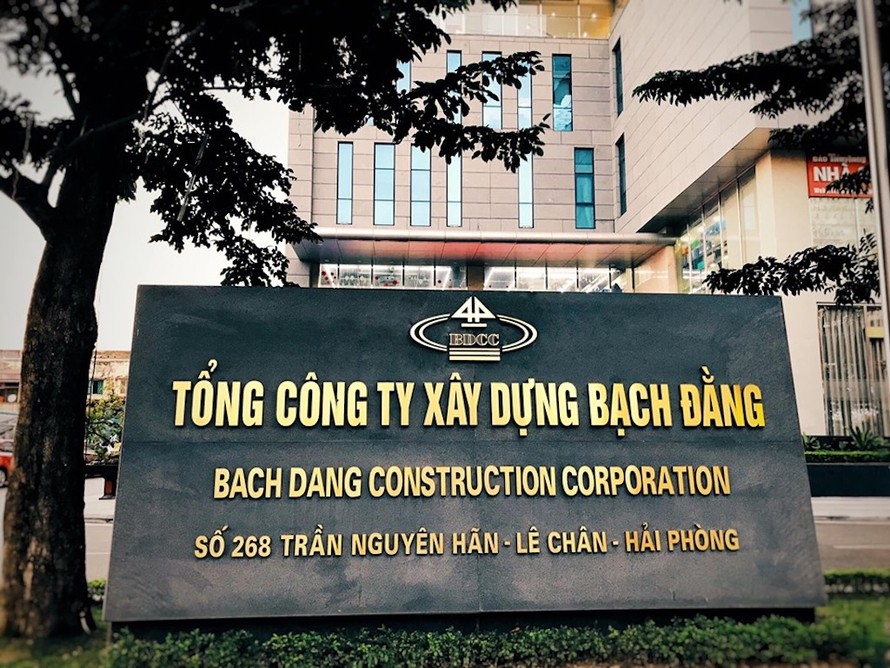 BDCC
TỔNG CÔNG TY XÂY DỰNG BẠCH ĐẰNG
BACH DANG CONSTRUCTION CORPORATION
SỐ 268 TRẦN NGUYÊN HÃN - LÊ CHÂN - HẢI PHÒNG